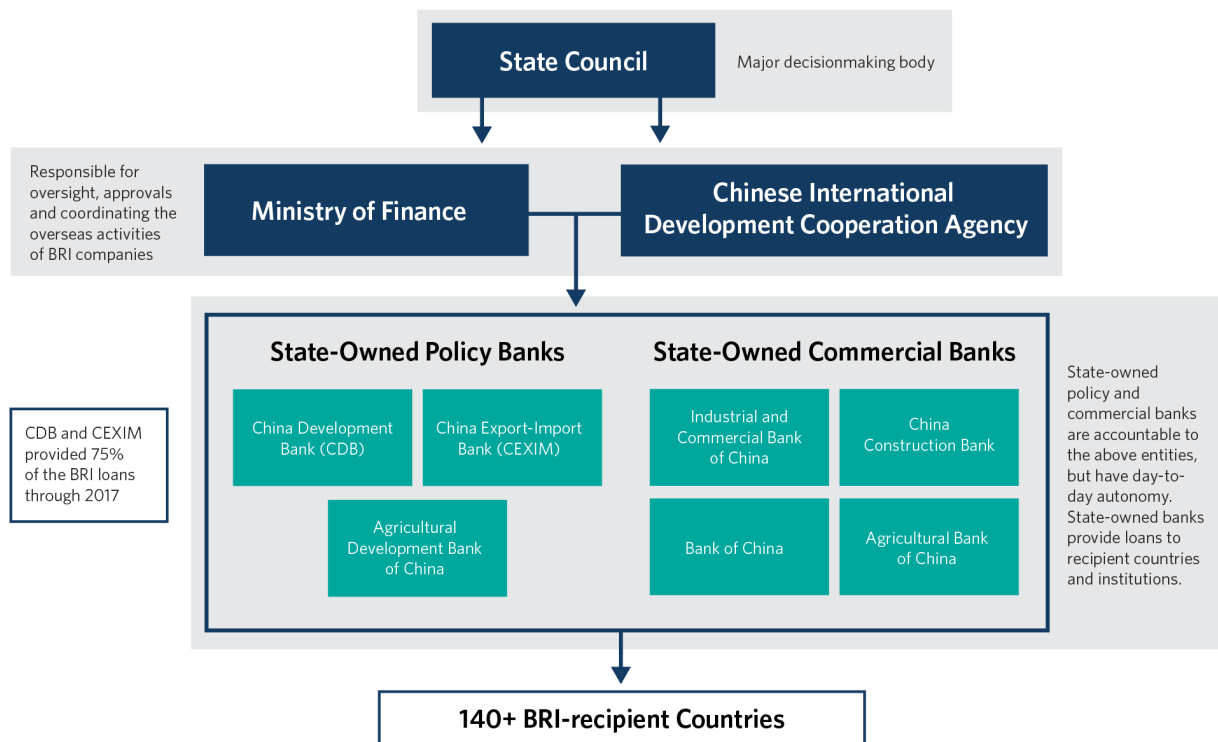 State Council
Major decisionmaking body
Responsible for
oversight, approvals
and coordinating the
overseas activities
of BRI companies
Ministry of Finance
Chinese International
Development Cooperation Agency
State-Owned Policy Banks
China Development
Bank (CDB)
China Export-Import
Bank (CEXIM)
Agricultural
Development Bank
of China
State-Owned Commercial Banks
Industrial and
Commercial Bank
of China
China
Construction Bank
Bank of China
Agricultural Bank
of China
CDB and CEXIM
provided 75%
of the BRI loans
through 2017
State-owned
policy and
commercial banks
are accountable to
the above entities,
but have day-to-
day autonomy.
State-owned banks
provide loans to
recipient countries
and institutions.
140+ BRI-recipient Countries